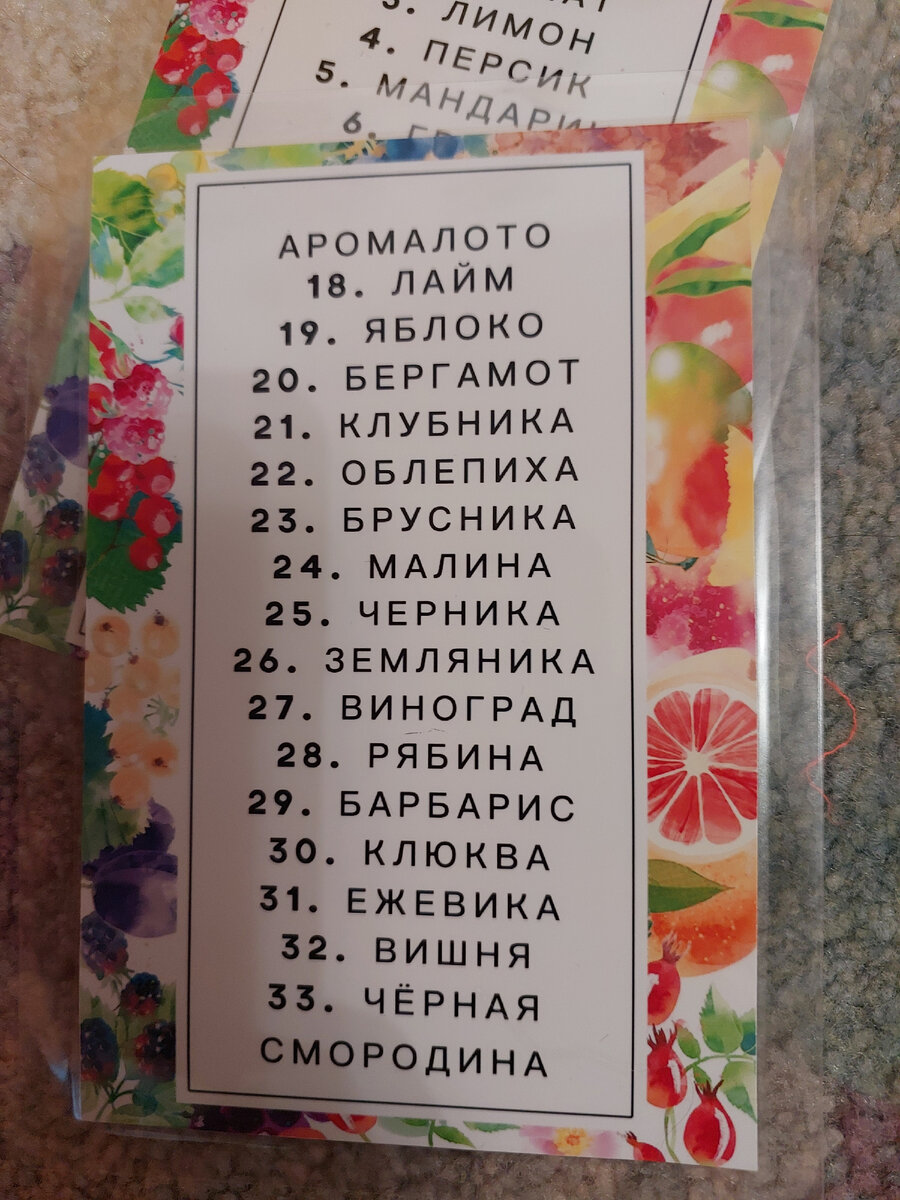 3. ЛИМОН
4. ПЕРСИК
5.
6.
АРОМАЛОТО
18. ЛАЙМ
19. ЯБЛОКО
20. БЕРГАМОТ
21. КЛУБНИКА
22. ОБЛЕПИХА
23. БРУСНИКА
24. МАЛИНА
25. ЧЕРНИКА
26. ЗЕМЛЯНИКА
27. ВИНОГРАД
28. РЯБИНА
29. БАРБАРИС
30. КЛЮКВА
31. ЕЖЕВИКА
32. ВИШНЯ
33. ЧЁРНАЯ
СМОРОДИНА